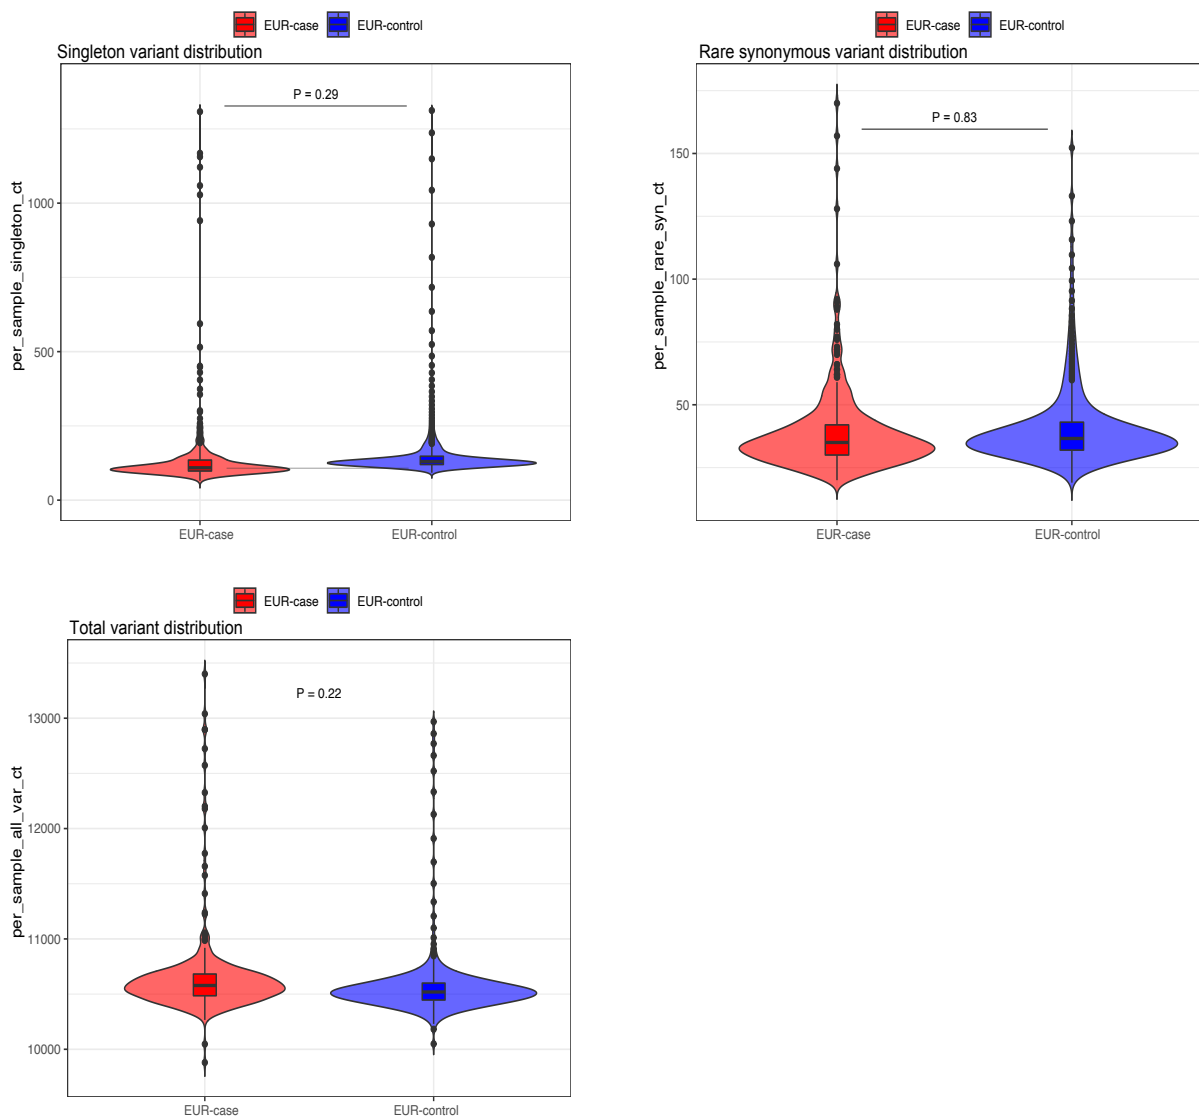 EUR-case EUR-control
Singleton variant distribution
P = 0.29
per_sample_singleton_ct
1000
500
0
EUR-case EUR-control
EUR-case EUR-control
Rare synonymous variant distribution
P = 0.83
per_sample_rare_syn_ct
150
100
50
EUR-case EUR-control
EUR-case EUR-control
Total variant distribution
P = 0.22
per_sample_all_var_ct
13000
12000
11000
10000
EUR-case EUR-control